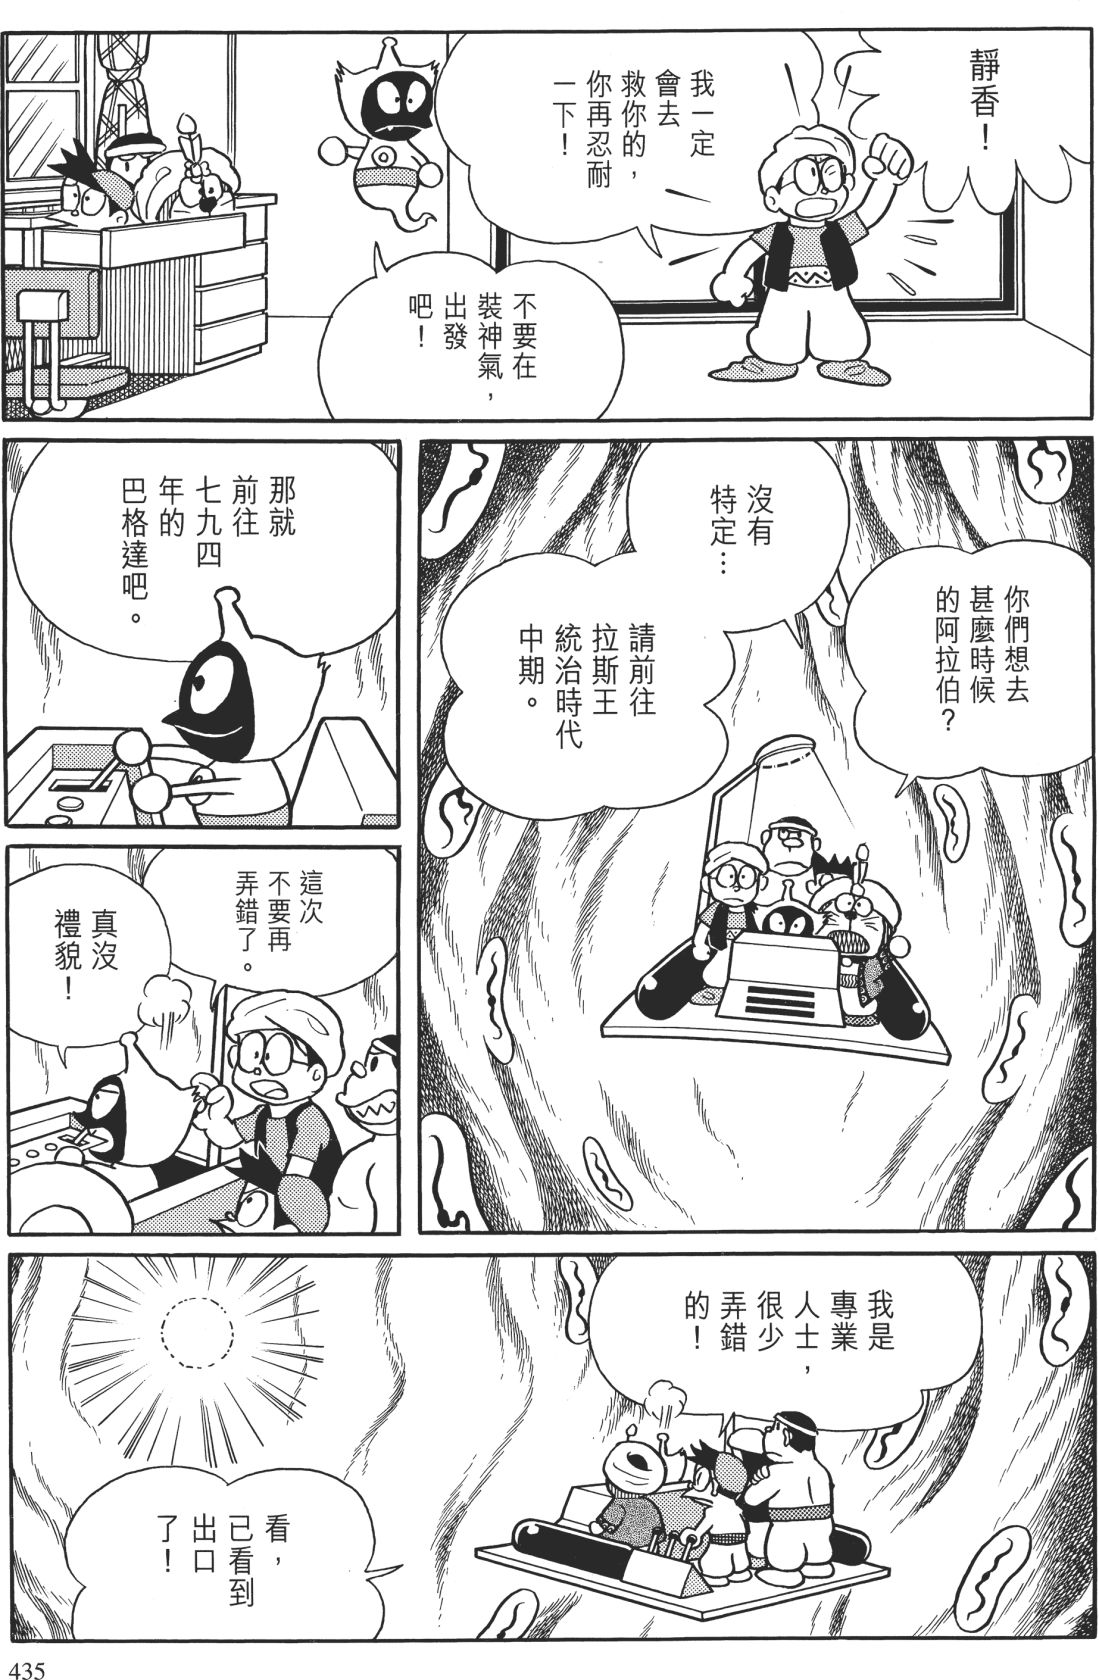 靜香！
我一定
會去
救你的，
你再忍耐
一下！
不要在
裝神氣，
出發
吧！
你們想去
甚麼時候
的阿拉伯？
沒有
特定…
請前往
拉斯王
統治時代
中期。
那就
前往
七九四
年的
巴格達吧。
這次
不要再
弄錯了。
真沒
禮貌！
我是
專業
人士，
很少
弄錯
的！
看，
已看到
出口
了！
435